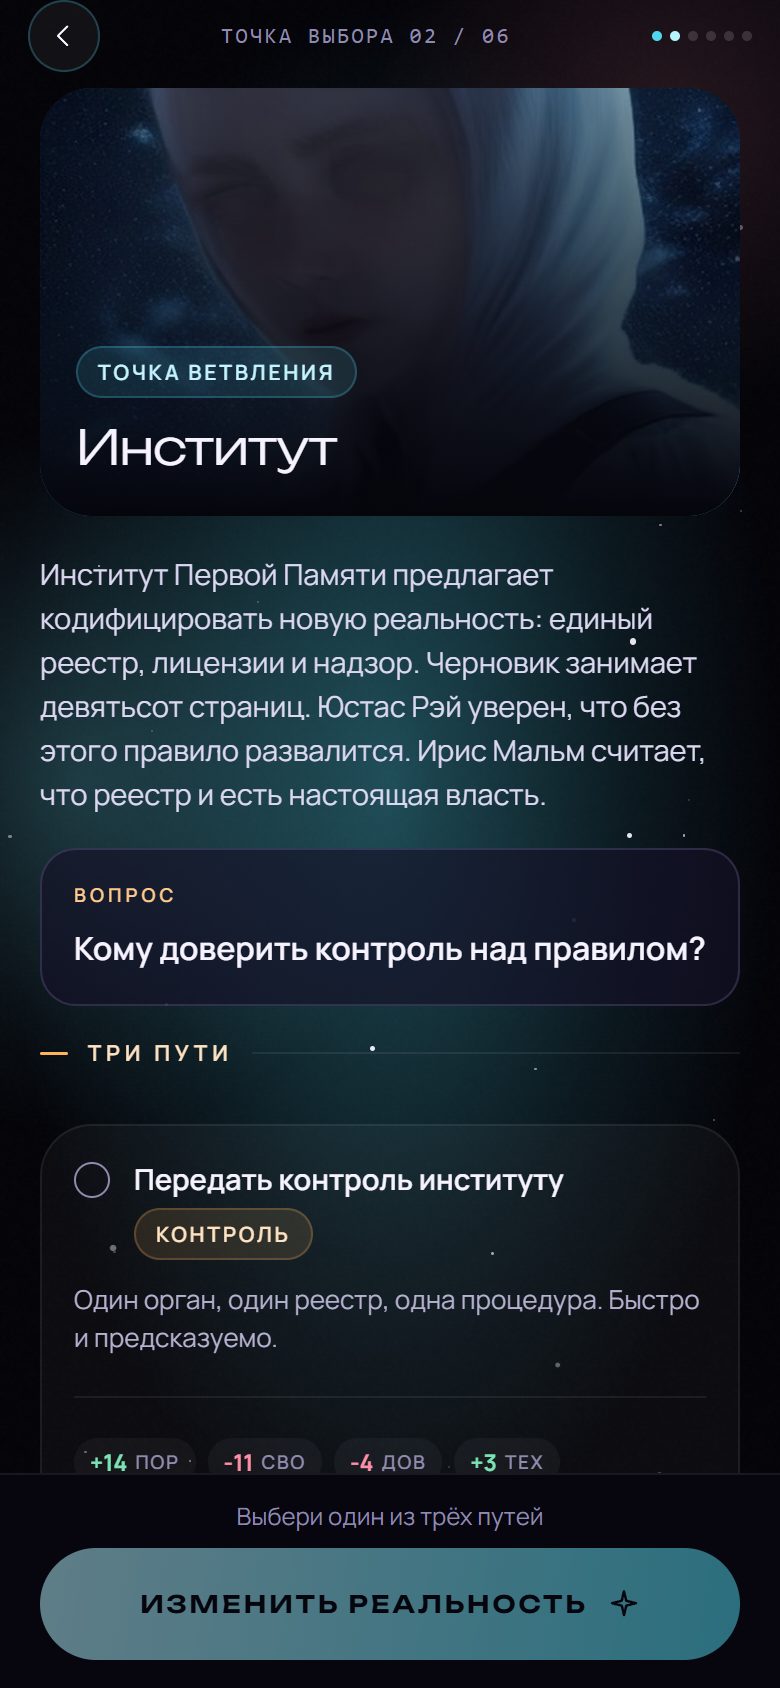 ТОЧКА ВЫБОРА 02 / 06
ТОЧКА ВЕТВЛЕНИЯ
Институт
Институт Первой Памяти предлагает
кодифицировать новую реальность: единый
реестр, лицензии и надзор. Черновик занимает
девятьсот страниц. Юстас Рэй уверен, что без
этого правило развалится. Ирис Мальм считает,
что реестр и есть настоящая власть.
ВОПРОС
Кому доверить контроль над правилом?
ТРИ ПУТИ
Передать контроль институту
КОНТРОЛЬ
Один орган, один реестр, одна процедура. Быстро
и предсказуемо.
+14 ПОР -11 СВО -4 ДОВ +3 ТЕХ
Выбери один из трёх путей
ИЗМЕНИТЬ РЕАЛЬНОСТЬ